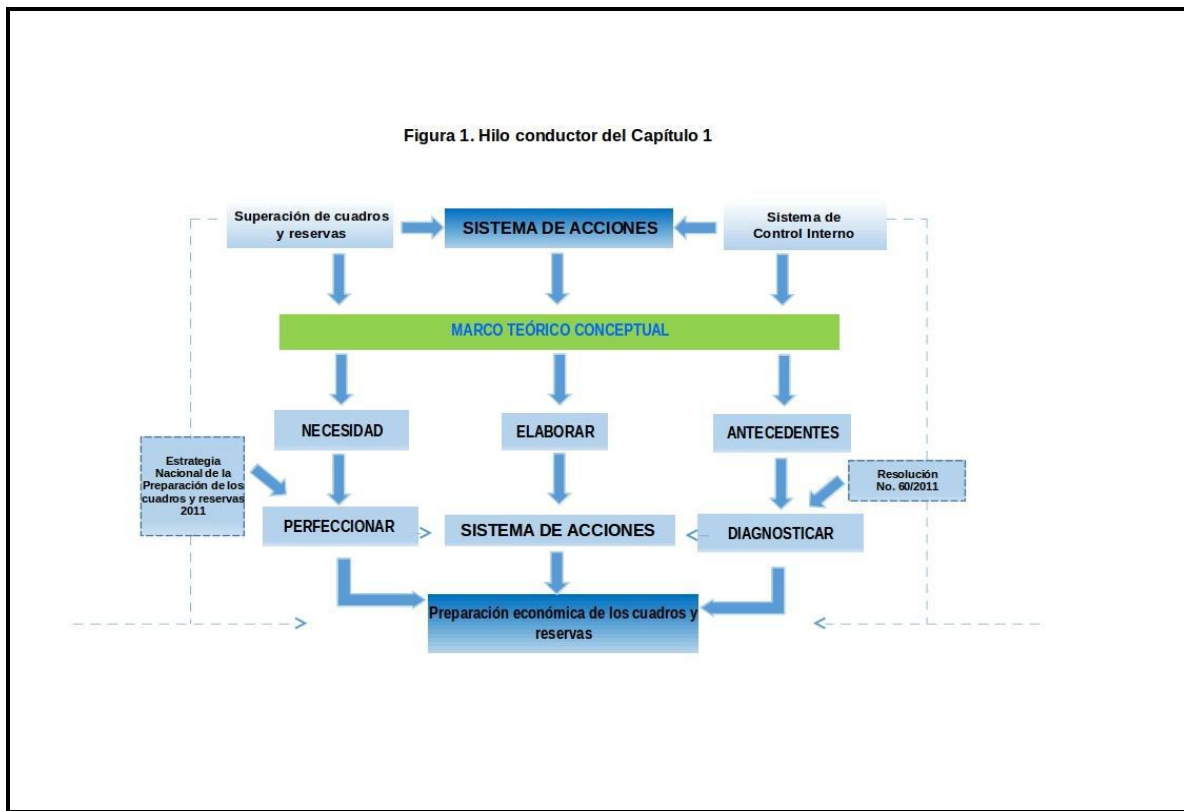 Figura 1. Hilo conductor del Capítulo 1
Superación de cuadros
y reservas
SISTEMA DE ACCIONES
Sistema de
Control Interno
MARCO TEÓRICO CONCEPTUAL
NECESIDAD
ELABORAR
ANTECEDENTES
Estrategia
Nacional de la
Preparación de los
cuadros y reservas
2011
Resolución
No. 60/2011
PERFECCIONAR
SISTEMA DE ACCIONES
DIAGNOSTICAR
Preparación económica de los cuadros y
reservas